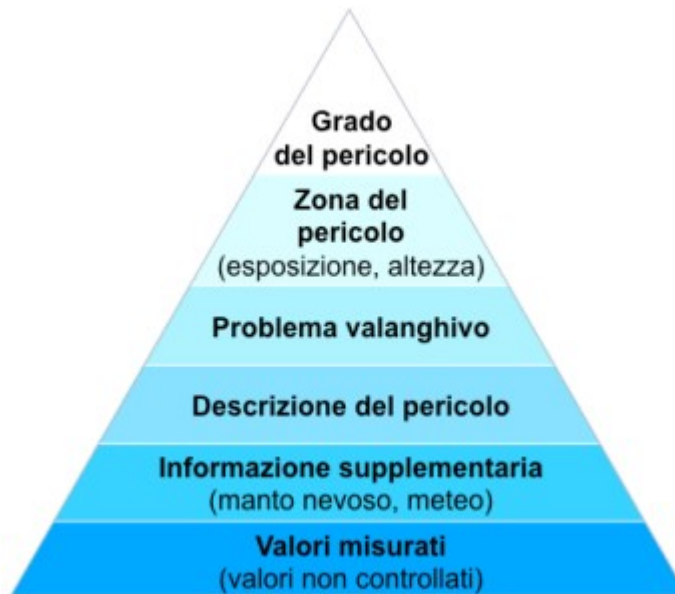 Grado
del pericolo
Zona del
pericolo
(esposizione, altezza)
Problema valanghivo
Descrizione del pericolo
Informazione supplementaria
(manto nevoso, meteo)
Valori misurati
(valori non controllati)